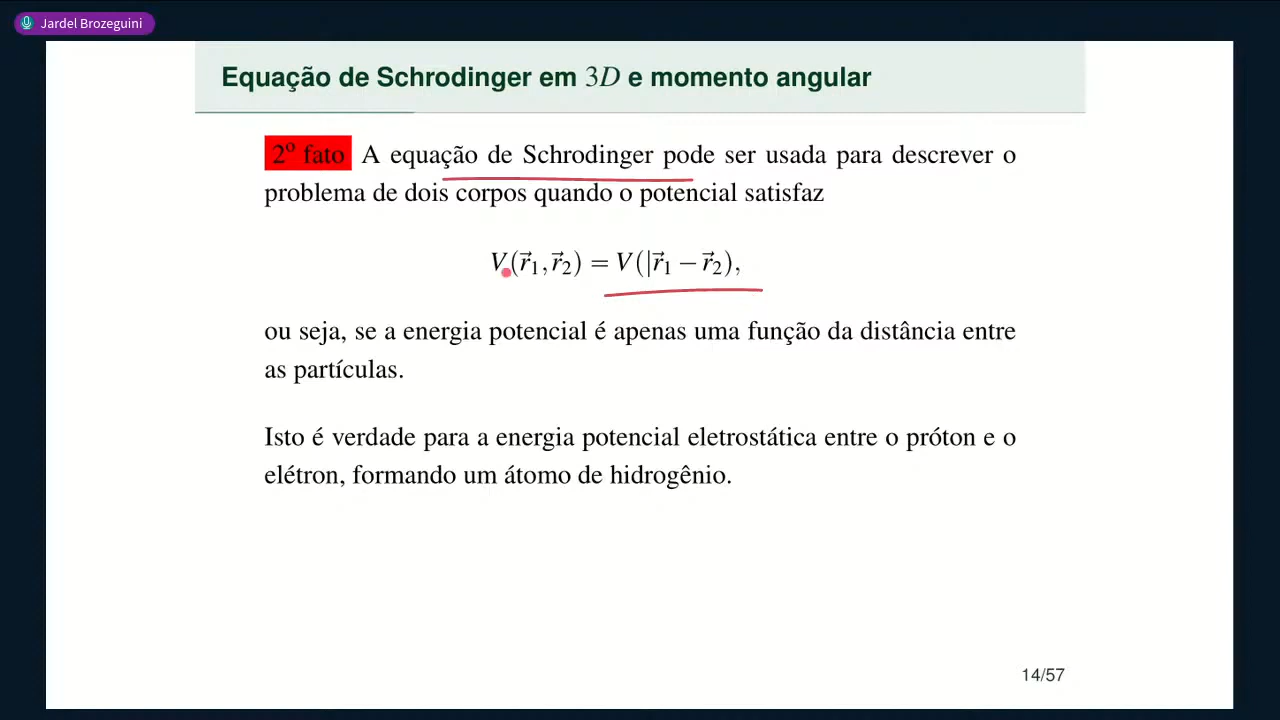 Jardel Brozeguini
Equação de Schrodinger em 3D e momento angular
2º fato A equação de Schrodinger pode ser usada para descrever o
problema de dois corpos quando o potencial satisfaz
V(r⃗₁, r⃗₂) = V(|r⃗₁ − r⃗₂),
ou seja, se a energia potencial é apenas uma função da distância entre
as partículas.
Isto é verdade para a energia potencial eletrostática entre o próton e o
elétron, formando um átomo de hidrogênio.
14/57